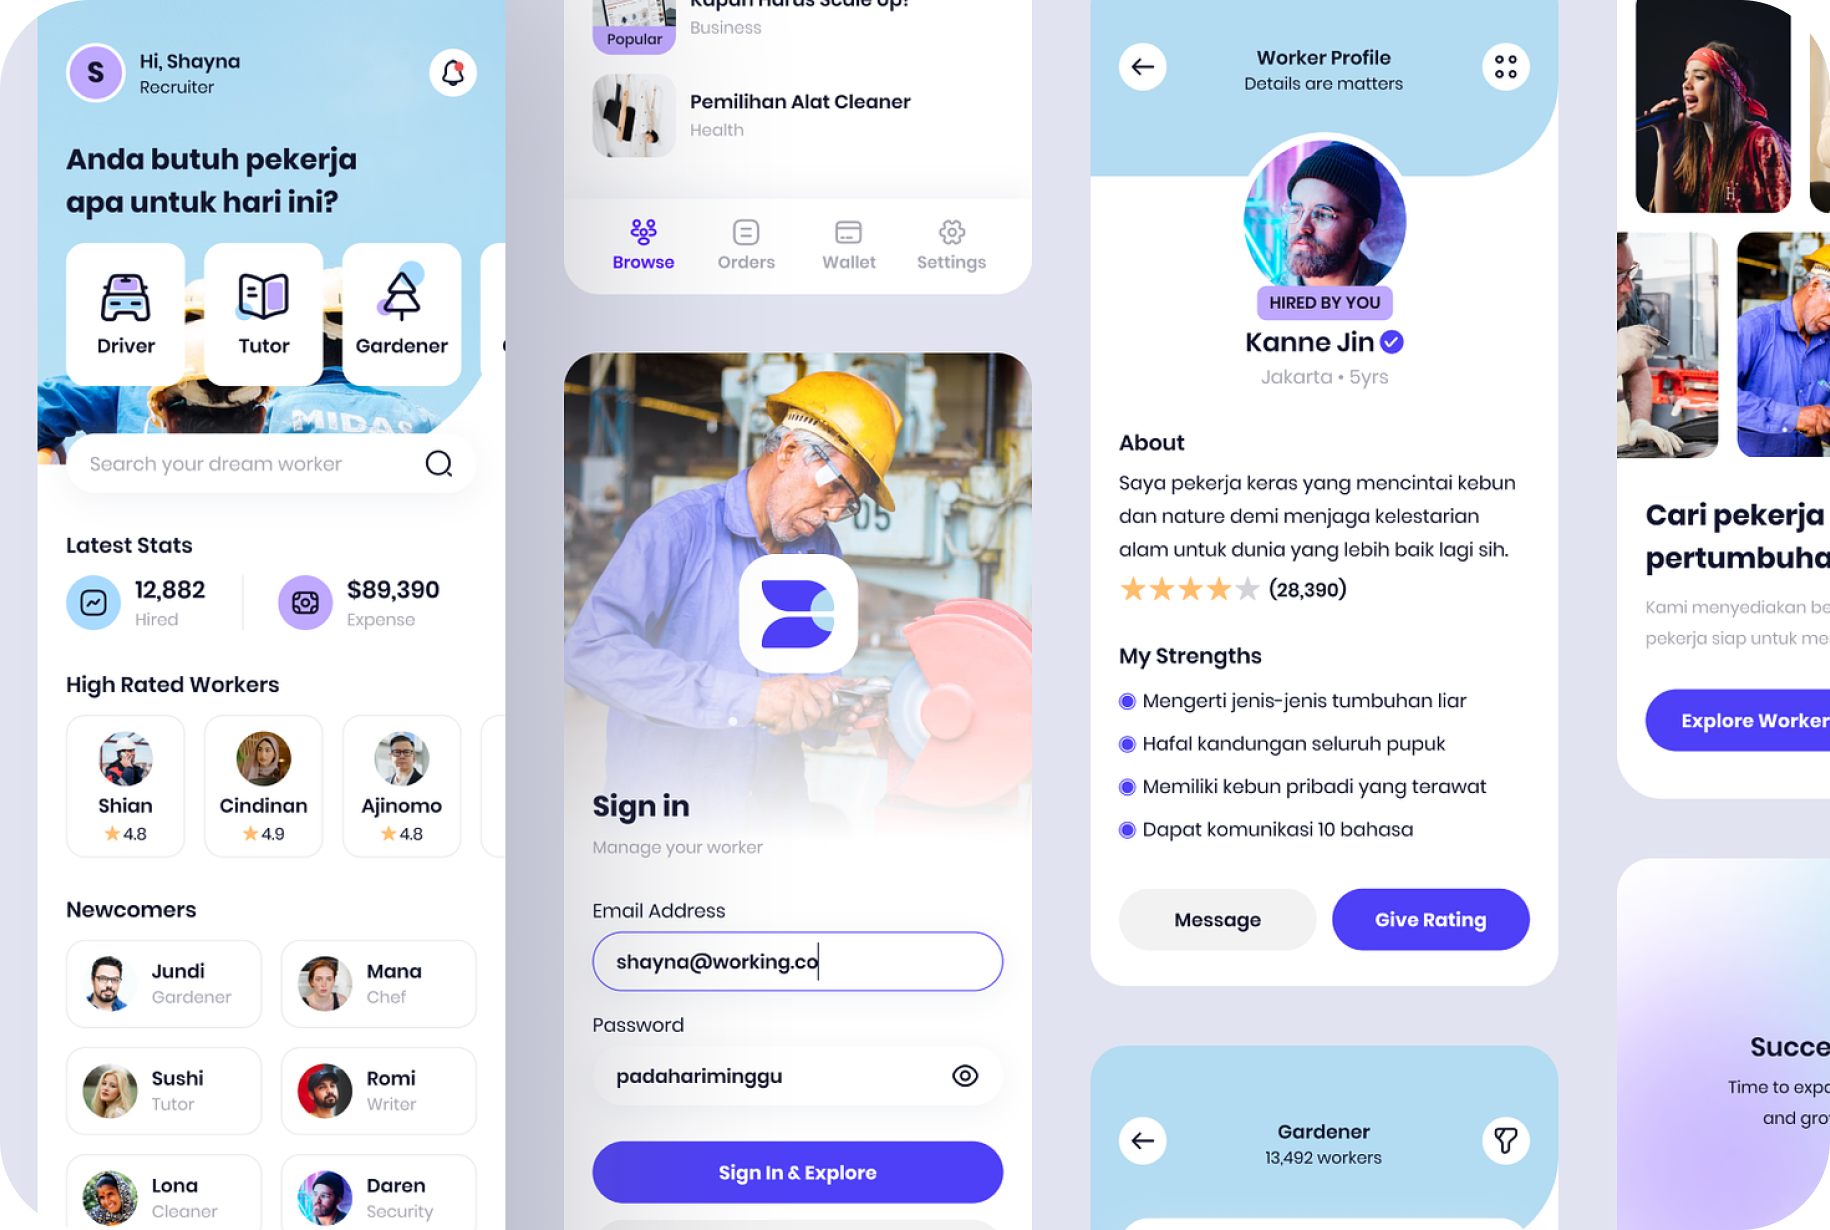 S
Hi, Shayna
Recruiter
Anda butuh pekerja
apa untuk hari ini?
Driver
Tutor
Gardener
MIDAS
Search your dream worker
Latest Stats
12,882
Hired
$89,390
Expense
High Rated Workers
Shian
4.8
Cindinan
4.9
Ajinomo
4.8
Newcomers
Jundi
Gardener
Mana
Chef
Sushi
Tutor
Romi
Writer
Lona
Cleaner
Daren
Security
Kapan Harus Scale Up?
Business
Popular
Pemilihan Alat Cleaner
Health
Browse
Orders
Wallet
Settings
05
Sign in
Manage your worker
Email Address
shayna@working.co
Password
padahariminggu
Sign In & Explore
Worker Profile
Details are matters
HIRED BY YOU
Kanne Jin
Jakarta • 5yrs
About
Saya pekerja keras yang mencintai kebun
dan nature demi menjaga kelestarian
alam untuk dunia yang lebih baik lagi sih.
(28,390)
My Strengths
Mengerti jenis-jenis tumbuhan liar
Hafal kandungan seluruh pupuk
Memiliki kebun pribadi yang terawat
Dapat komunikasi 10 bahasa
Message
Give Rating
Gardener
13,492 workers
Cari pekerja
pertumbuha
Kami menyediakan be
pekerja siap untuk me
Explore Worker
Succe
Time to exp
and gro